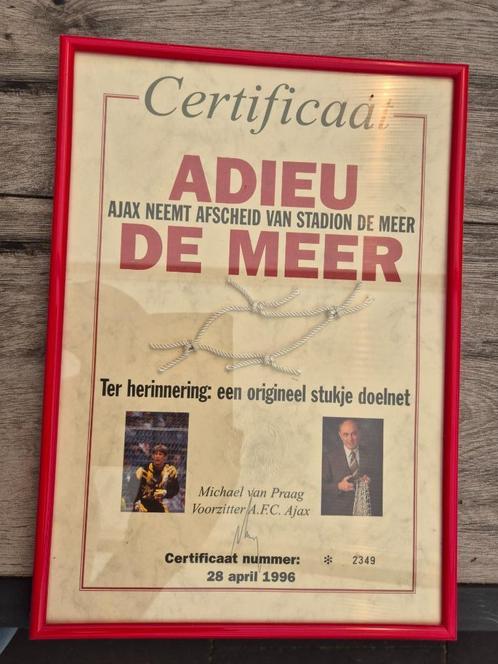 Certificaat
ADIEU
AJAX NEEMT AFSCHEID VAN STADION DE MEER
DE MEER
Ter herinnering: een origineel stukje doelnet
Michael van Praag
Voorzitter A.F.C. Ajax
Certificaat nummer: * 2349
28 april 1996